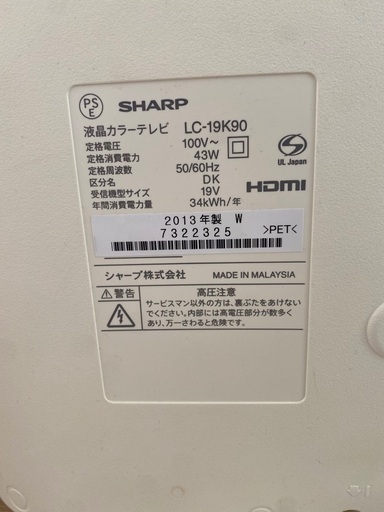 PS
E
SHARP
液晶カラーテレビ LC-19K90
定格電圧 100V~
定格消費電力 43W
定格周波数 50/60Hz
区分名 DK
受信機型サイズ 19V
年間消費電力量 34kWh/年
UL Japan
HDMI
2013年製 W
7322325
>PET<
シャープ株式会社 MADE IN MALAYSIA
⚠警告 高圧注意
サービスマン以外の方は、裏ぶたをあけない
でください。内部には高電圧部分が数多く
あり、万一さわると危険です。